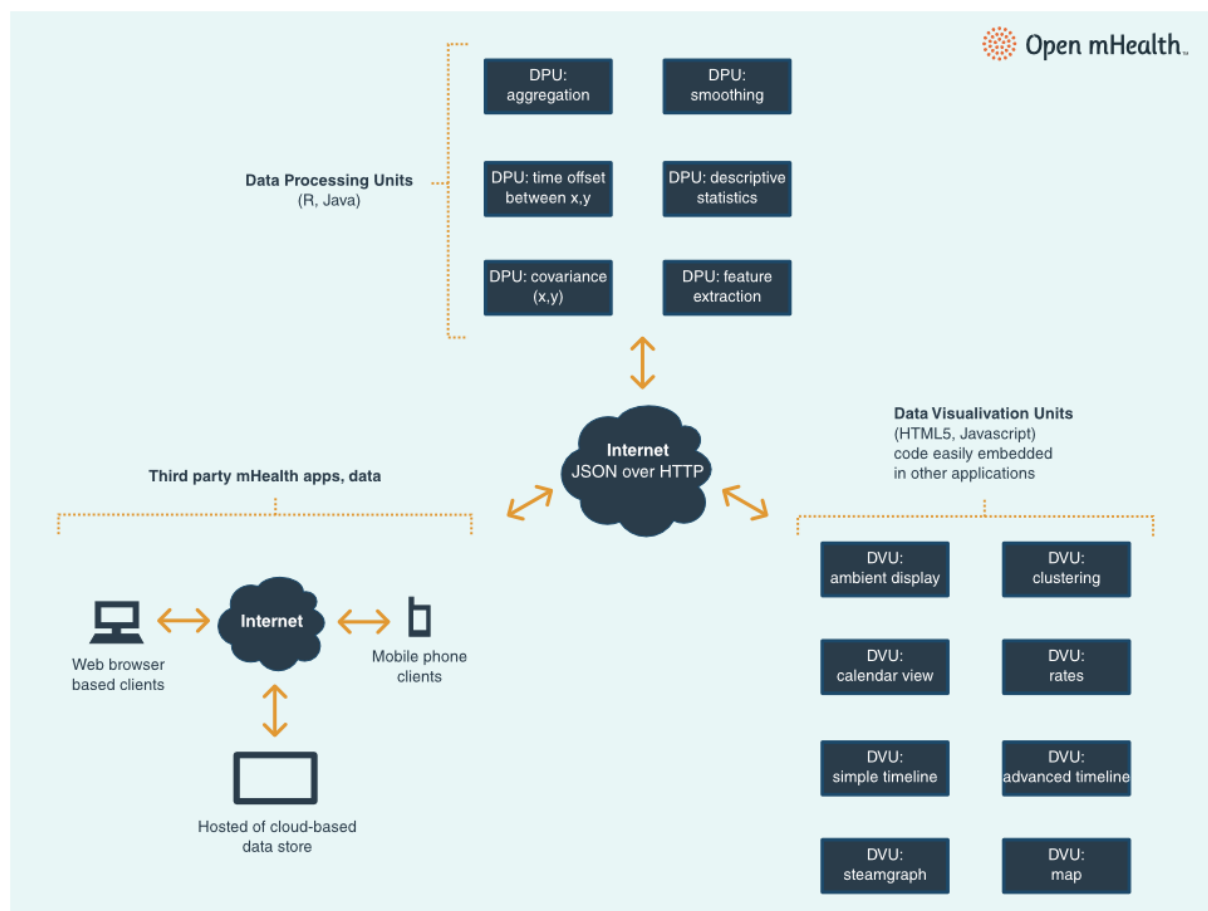 Open mHealth™
DPU:
aggregation
DPU:
smoothing
Data Processing Units
(R, Java)
DPU: time offset
between x,y
DPU: descriptive
statistics
DPU: covariance
(x,y)
DPU: feature
extraction
Internet
JSON over HTTP
Data Visualivation Units
(HTML5, Javascript)
code easily embedded
in other applications
Third party mHealth apps, data
Internet
Web browser
based clients
Mobile phone
clients
Hosted of cloud-based
data store
DVU:
ambient display
DVU:
clustering
DVU:
calendar view
DVU:
rates
DVU:
simple timeline
DVU:
advanced timeline
DVU:
steamgraph
DVU:
map